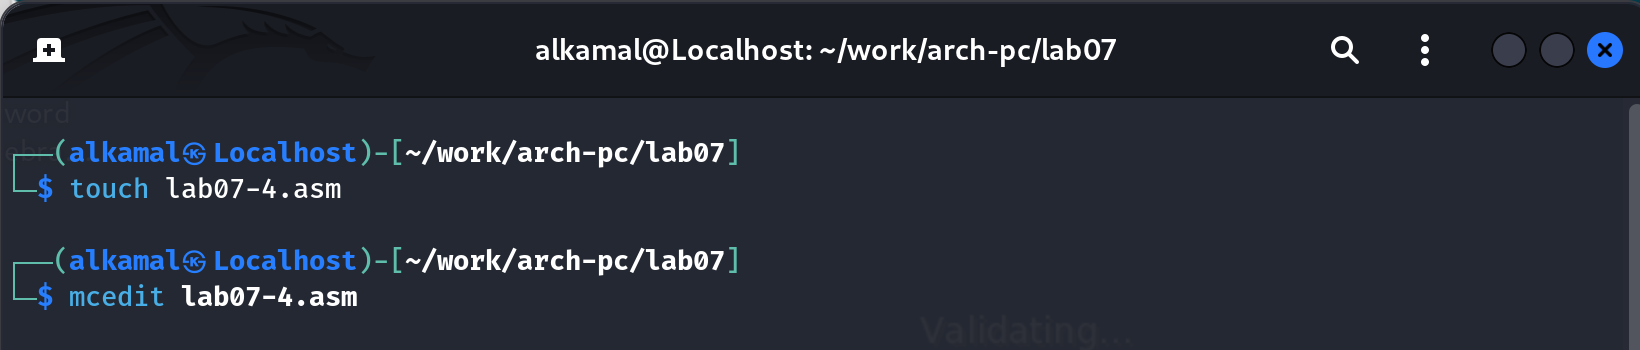 alkamal@Localhost: ~/work/arch-pc/lab07
word
(alkamal㉿Localhost)-[~/work/arch-pc/lab07]
$ touch lab07-4.asm
(alkamal㉿Localhost)-[~/work/arch-pc/lab07]
$ mcedit lab07-4.asm
Validating...